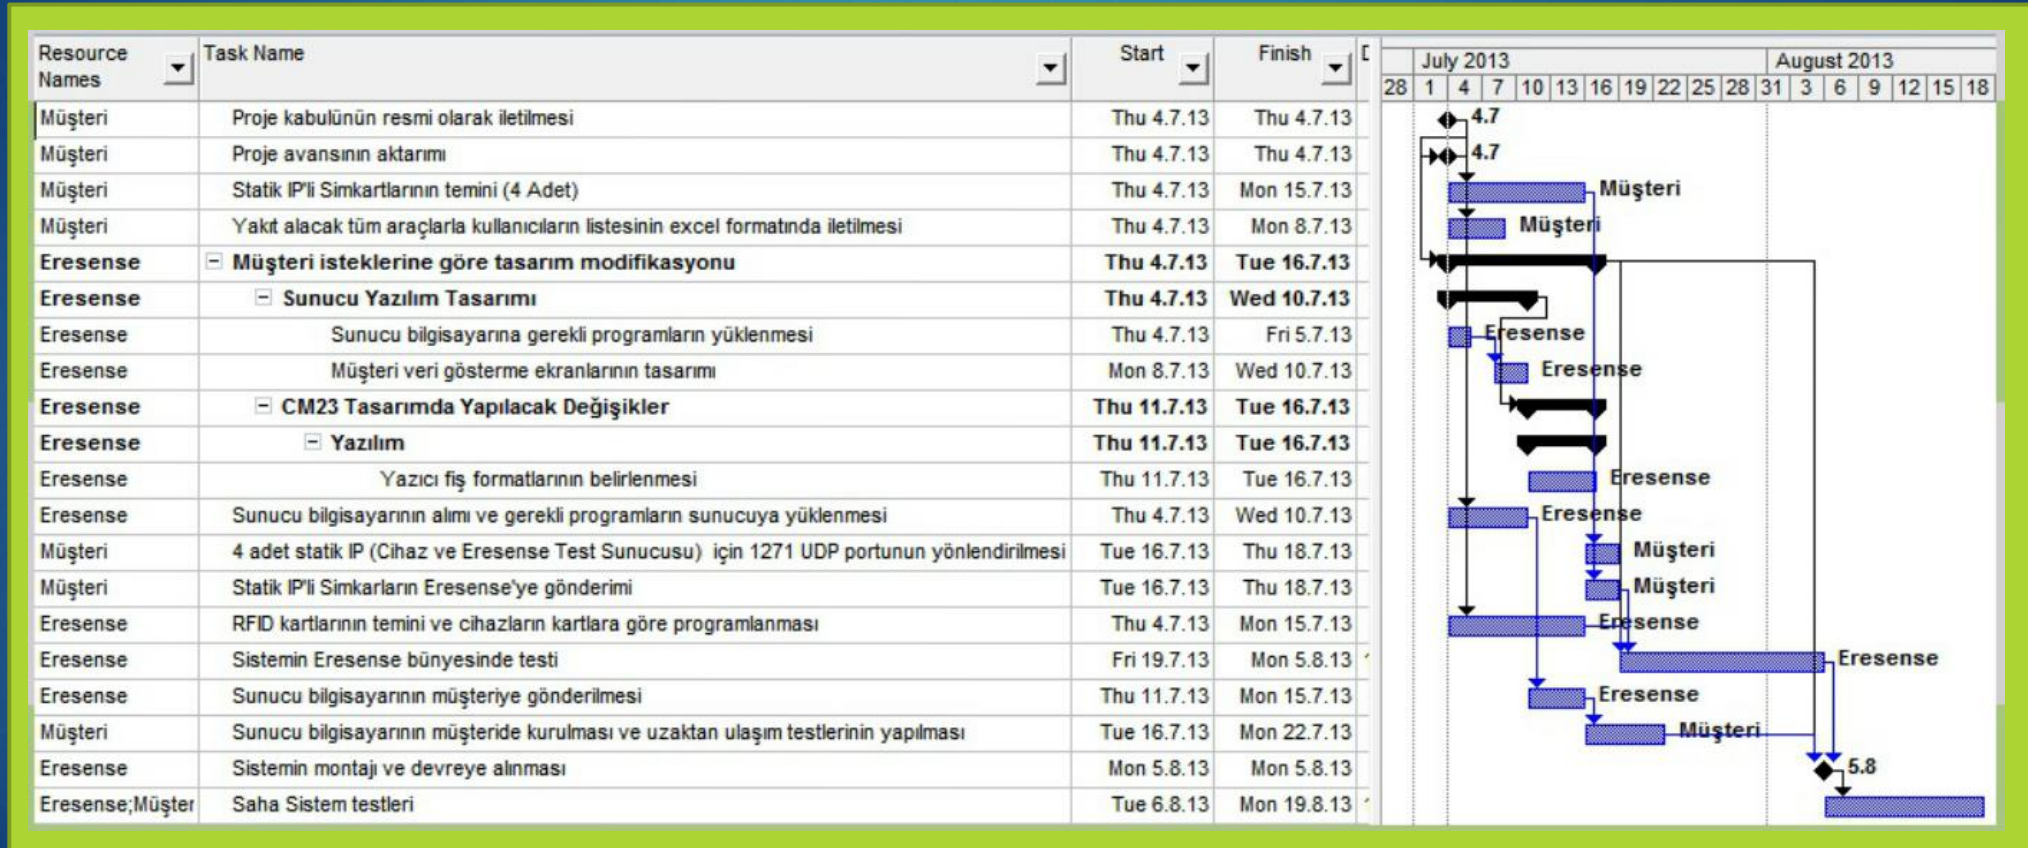 Resource Names Task Name Start Finish
July 2013 August 2013
28 1 4 7 10 13 16 19 22 25 28 31 3 6 9 12 15 18
Müşteri Proje kabulünün resmi olarak iletilmesi Thu 4.7.13 Thu 4.7.13 4.7
Müşteri Proje avansının aktarımı Thu 4.7.13 Thu 4.7.13 4.7
Müşteri Statik IP'li Simkartlarının temini (4 Adet) Thu 4.7.13 Mon 15.7.13 Müşteri
Müşteri Yakıt alacak tüm araçlarla kullanıcıların listesinin excel formatında iletilmesi Thu 4.7.13 Mon 8.7.13 Müşteri
Eresense Müşteri isteklerine göre tasarım modifikasyonu Thu 4.7.13 Tue 16.7.13
Eresense Sunucu Yazılım Tasarımı Thu 4.7.13 Wed 10.7.13
Eresense Sunucu bilgisayarına gerekli programların yüklenmesi Thu 4.7.13 Fri 5.7.13 Eresense
Eresense Müşteri veri gösterme ekranlarının tasarımı Mon 8.7.13 Wed 10.7.13 Eresense
Eresense CM23 Tasarımda Yapılacak Değişikler Thu 11.7.13 Tue 16.7.13
Eresense Yazılım Thu 11.7.13 Tue 16.7.13
Eresense Yazıcı fiş formatlarının belirlenmesi Thu 11.7.13 Tue 16.7.13 Eresense
Eresense Sunucu bilgisayarının alımı ve gerekli programların sunucuya yüklenmesi Thu 4.7.13 Wed 10.7.13 Eresense
Müşteri 4 adet statik IP (Cihaz ve Eresense Test Sunucusu) için 1271 UDP portunun yönlendirilmesi Tue 16.7.13 Thu 18.7.13 Müşteri
Müşteri Statik IP'li Simkarların Eresense'ye gönderimi Tue 16.7.13 Thu 18.7.13 Müşteri
Eresense RFID kartlarının temini ve cihazların kartlara göre programlanması Thu 4.7.13 Mon 15.7.13 Eresense
Eresense Sistemin Eresense bünyesinde testi Fri 19.7.13 Mon 5.8.13 Eresense
Eresense Sunucu bilgisayarının müşteriye gönderilmesi Thu 11.7.13 Mon 15.7.13 Eresense
Müşteri Sunucu bilgisayarının müşteride kurulması ve uzaktan ulaşım testlerinin yapılması Tue 16.7.13 Mon 22.7.13 Müşteri
Eresense Sistemin montajı ve devreye alınması Mon 5.8.13 Mon 5.8.13 5.8
Eresense;Müşter Saha Sistem testleri Tue 6.8.13 Mon 19.8.13